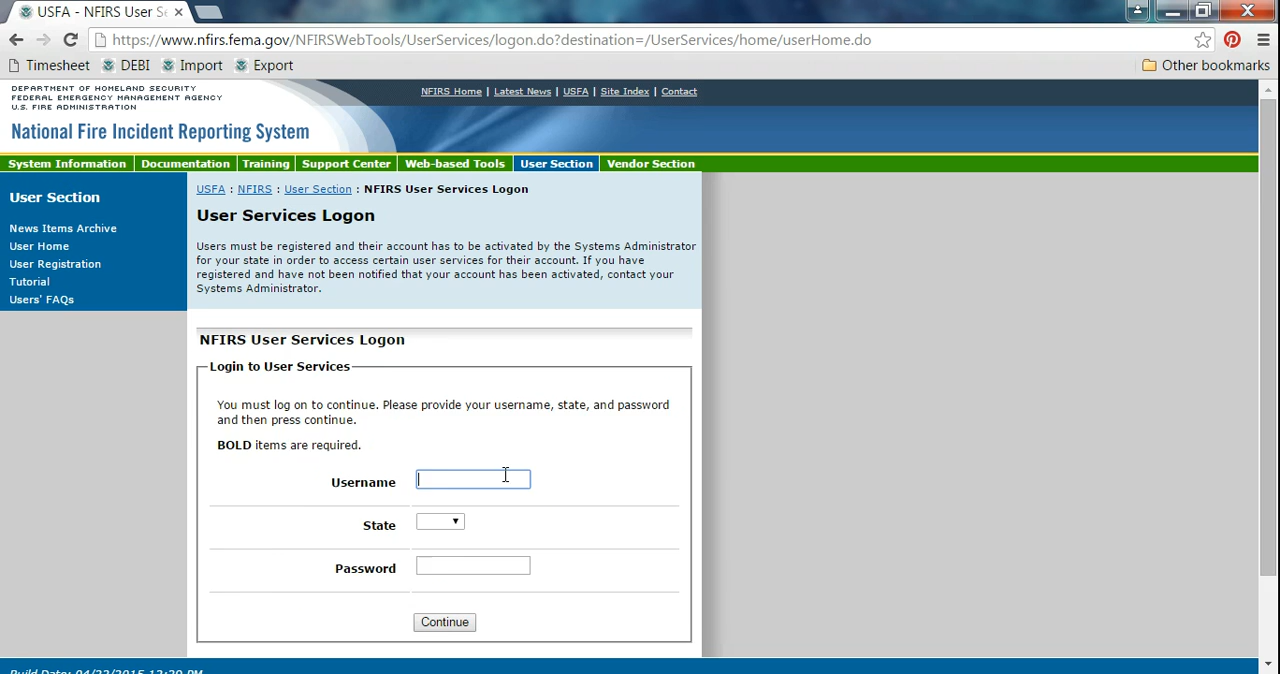 USFA - NFIRS User Se
https://www.nfirs.fema.gov/NFIRSWebTools/UserServices/logon.do?destination=/UserServices/home/userHome.do
Timesheet DEBI Import Export Other bookmarks
DEPARTMENT OF HOMELAND SECURITY
FEDERAL EMERGENCY MANAGEMENT AGENCY
U.S. FIRE ADMINISTRATION
National Fire Incident Reporting System
NFIRS Home | Latest News | USFA | Site Index | Contact
System Information Documentation Training Support Center Web-based Tools User Section Vendor Section
User Section
News Items Archive
User Home
User Registration
Tutorial
Users' FAQs
USFA : NFIRS : User Section : NFIRS User Services Logon
User Services Logon
Users must be registered and their account has to be activated by the Systems Administrator
for your state in order to access certain user services for their account. If you have
registered and have not been notified that your account has been activated, contact your
Systems Administrator.
NFIRS User Services Logon
Login to User Services
You must log on to continue. Please provide your username, state, and password
and then press continue.
BOLD items are required.
Username
State
Password
Continue
Build Date: 04/22/2015 12:20 PM